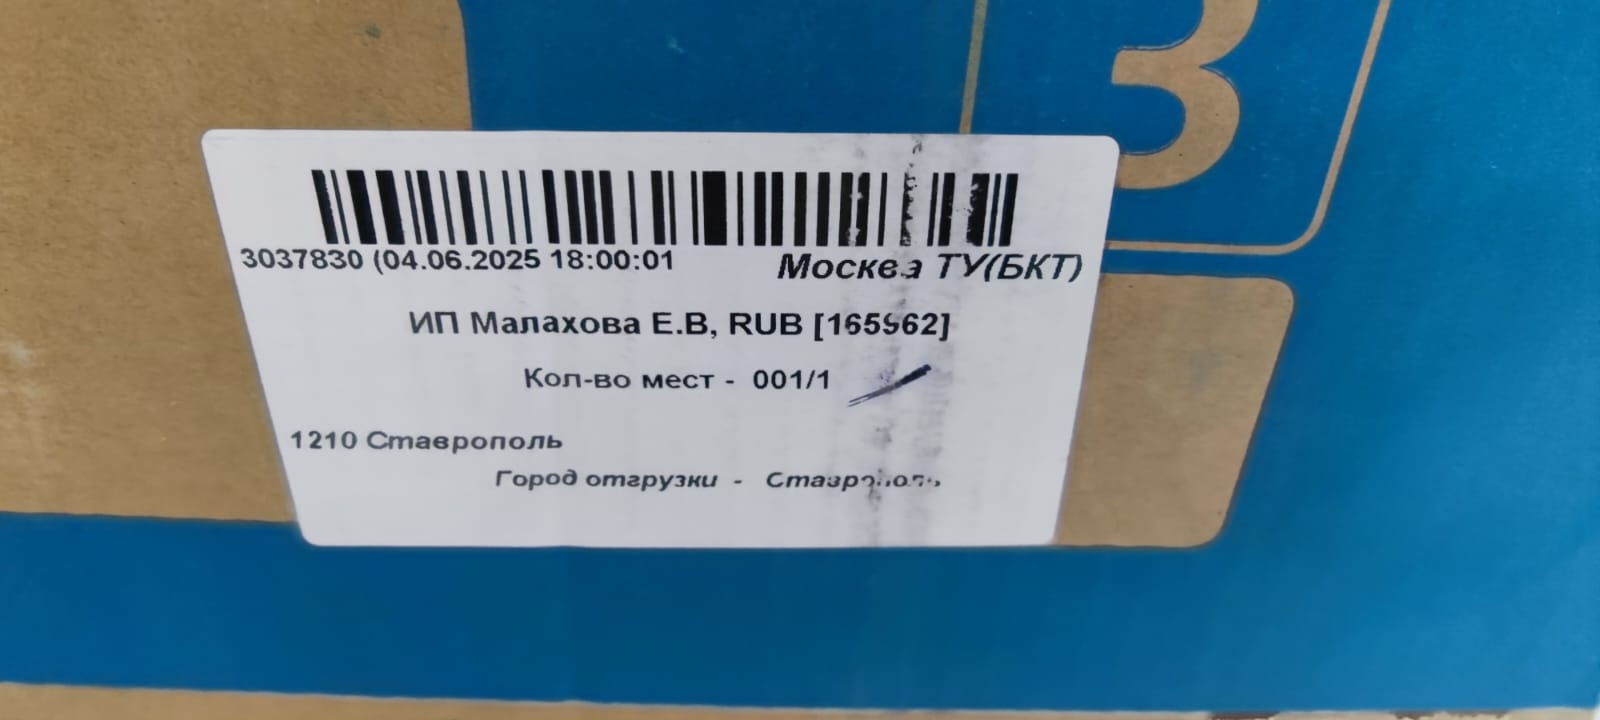 3
3037830 (04.06.2025 18:00:01
Москва ТУ(БКТ)
ИП Малахова Е.В, RUB [165962]
Кол-во мест - 001/1
1210 Ставрополь
Город отгрузки - Ставрополь